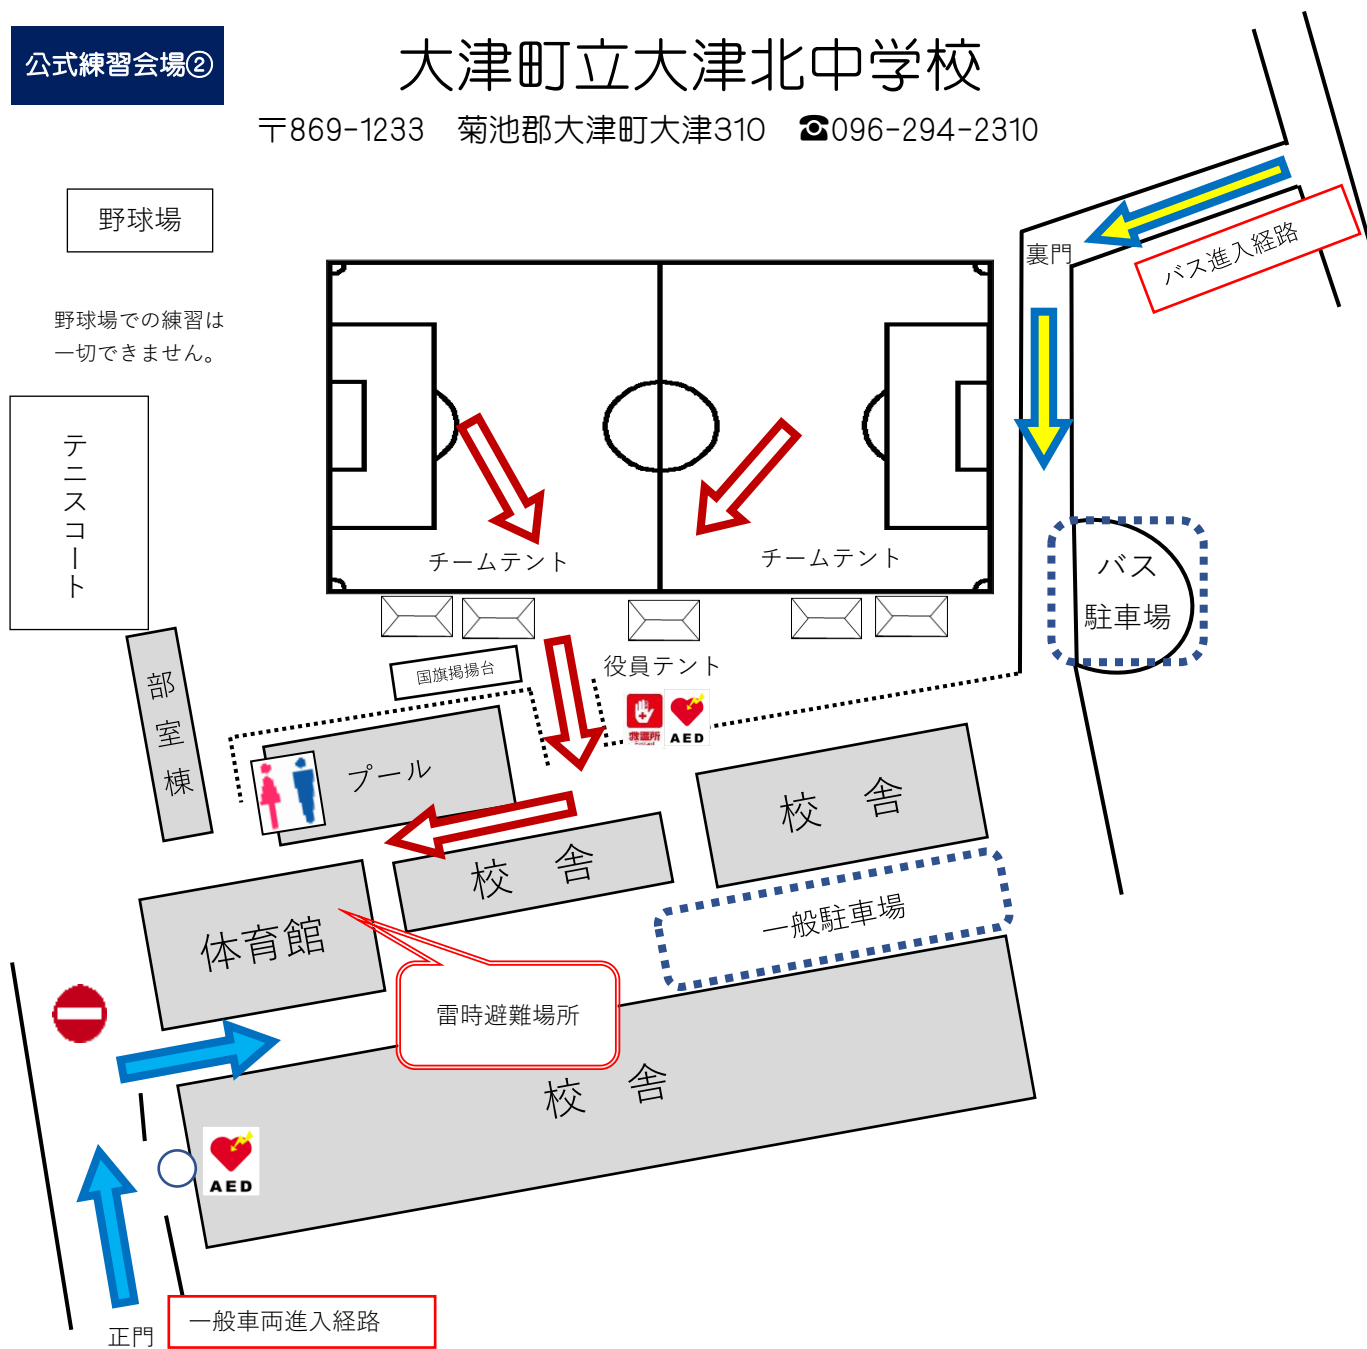 公式練習会場②
大津町立大津北中学校
〒869-1233　菊池郡大津町大津310　☎096-294-2310
野球場
野球場での練習は
一切できません。
テニスコート
裏門
バス進入経路
チームテント
チームテント
バス
駐車場
役員テント
国旗掲揚台
救護所
AED
部室棟
プール
校　舎
校　舎
一般駐車場
体育館
雷時避難場所
校　舎
AED
正門
一般車両進入経路